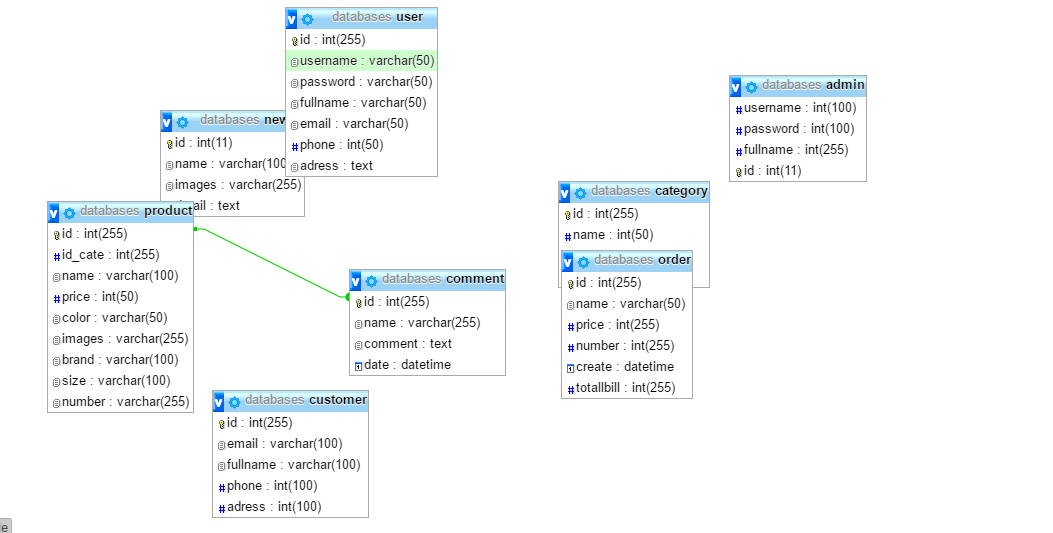 databases user
id : int(255)
username : varchar(50)
password : varchar(50)
fullname : varchar(50)
email : varchar(50)
phone : int(50)
adress : text
databases new
id : int(11)
name : varchar(100
images : varchar(255)
ail : text
databases product
id : int(255)
id_cate : int(255)
name : varchar(100)
price : int(50)
color : varchar(50)
images : varchar(255)
brand : varchar(100)
size : varchar(100)
number : varchar(255)
databases comment
id : int(255)
name : varchar(255)
comment : text
date : datetime
databases customer
id : int(255)
email : varchar(100)
fullname : varchar(100)
phone : int(100)
adress : int(100)
databases category
id : int(255)
name : int(50)
databases order
id : int(255)
name : varchar(50)
price : int(255)
number : int(255)
create : datetime
totallbill : int(255)
databases admin
username : int(100)
password : int(100)
fullname : int(255)
id : int(11)